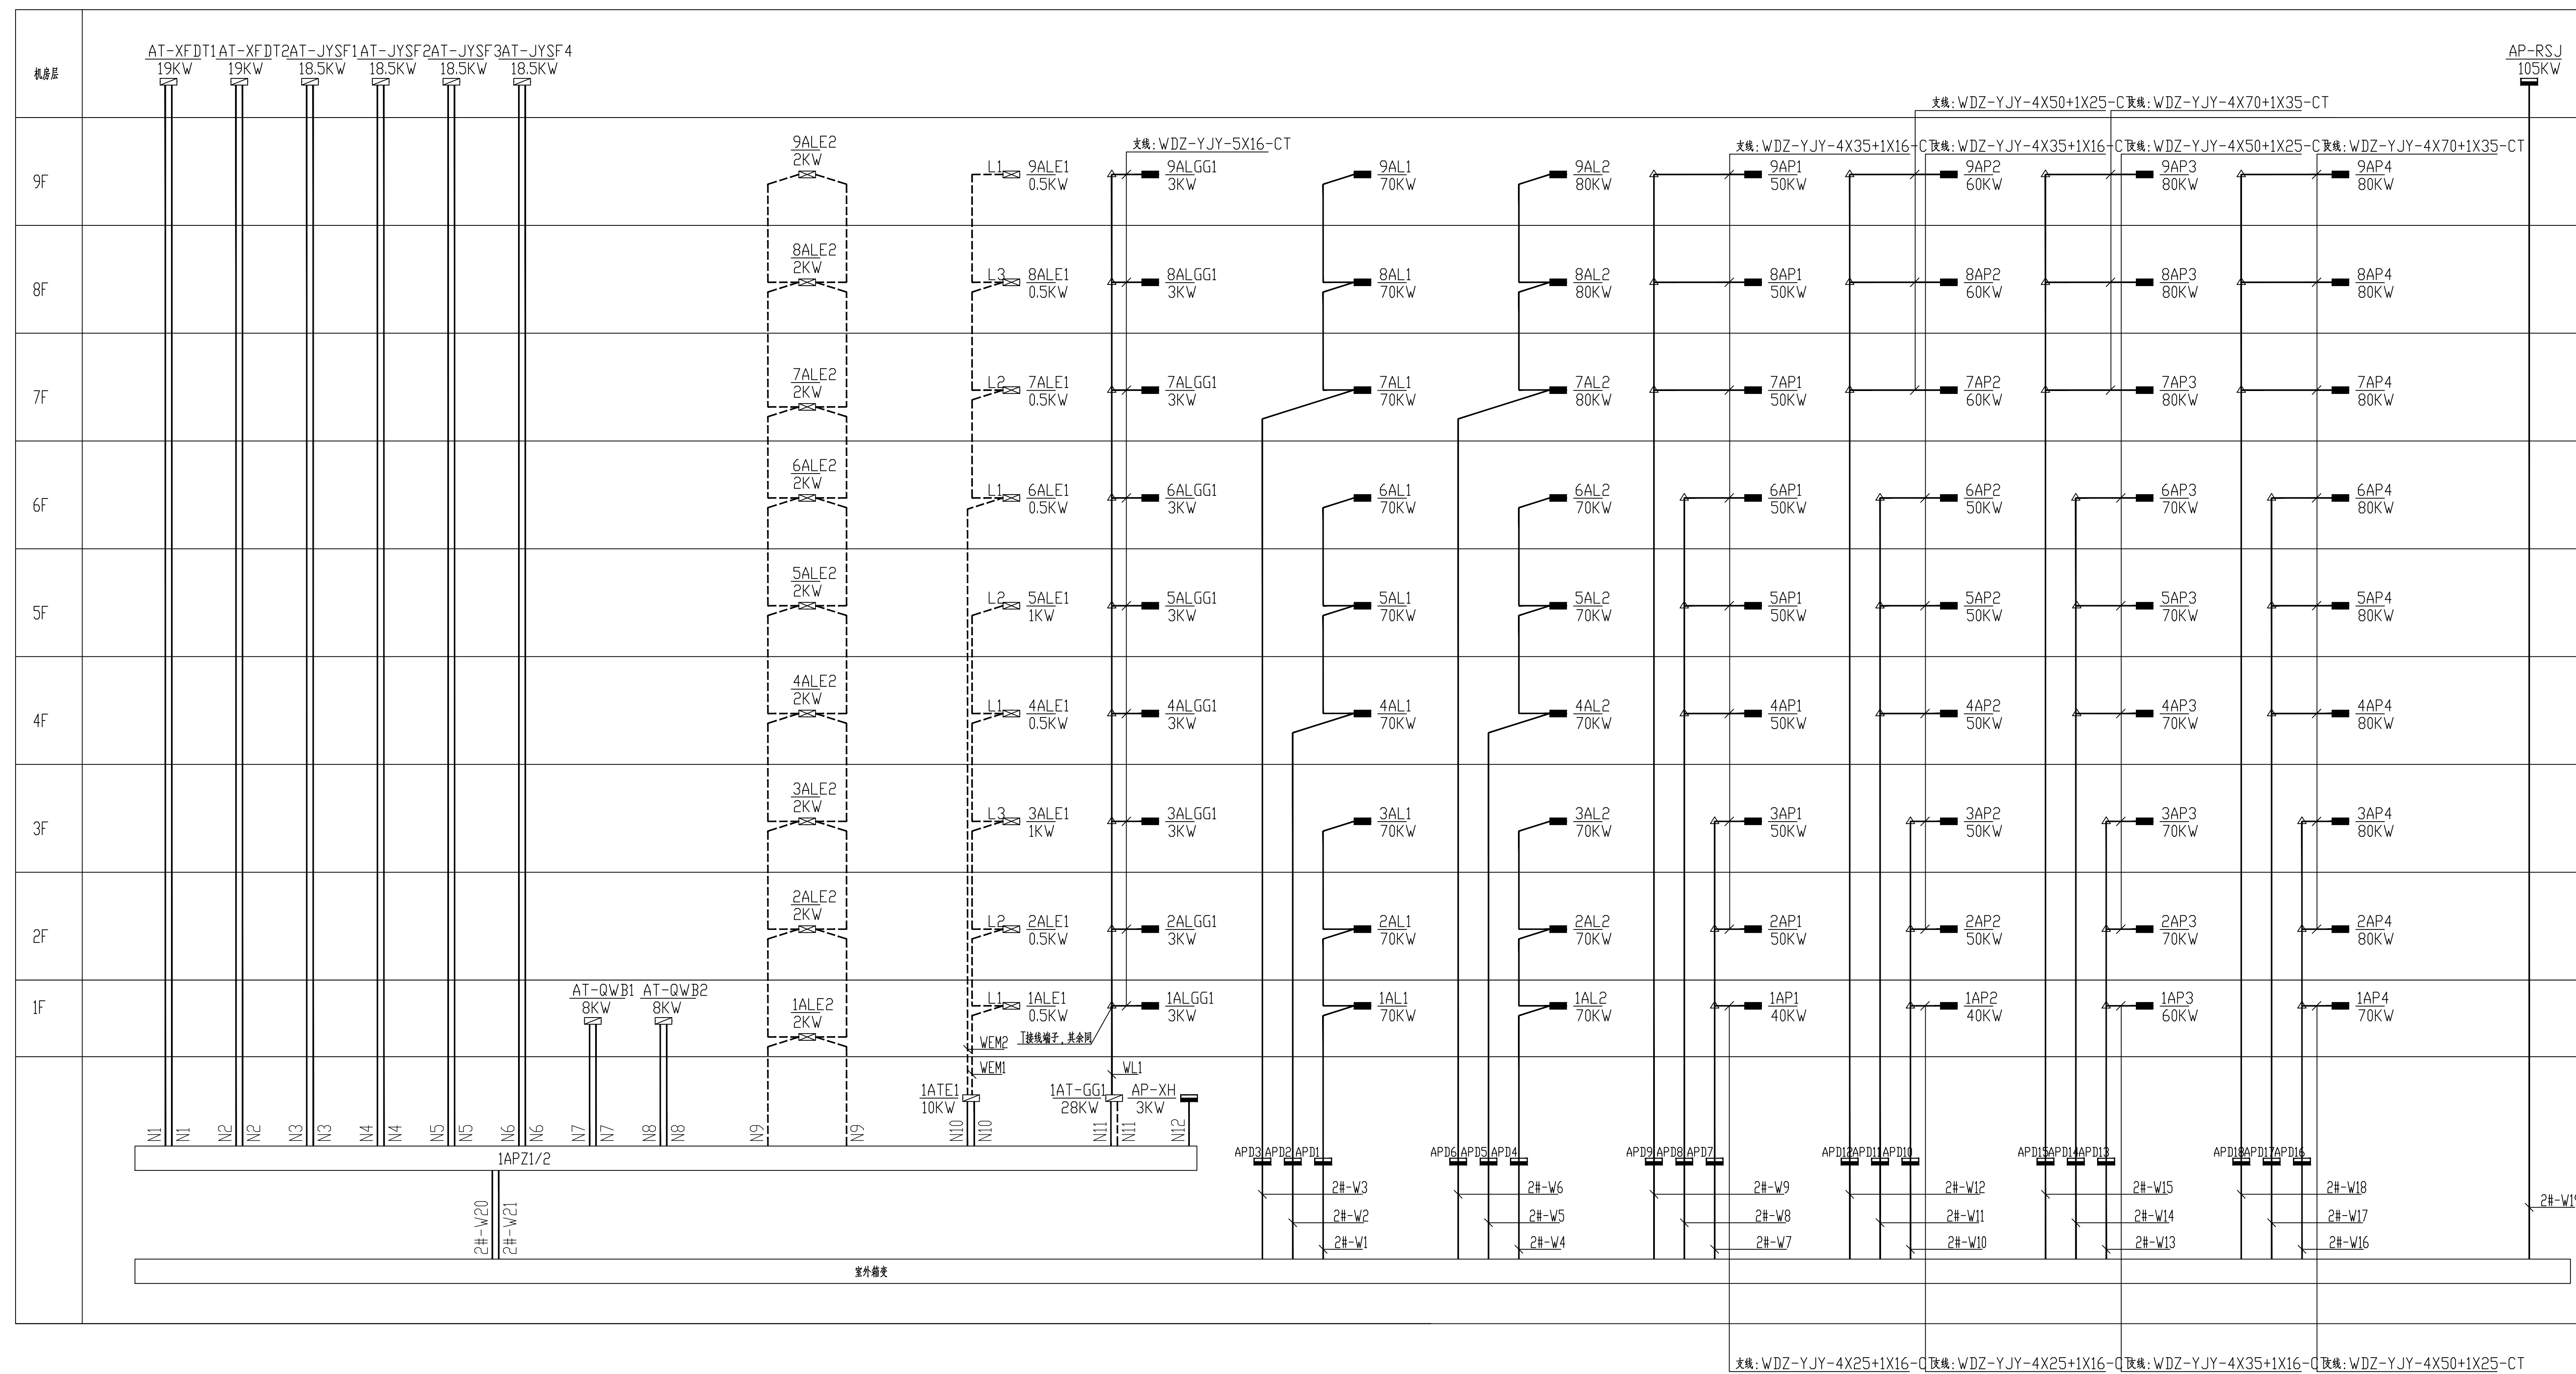 AT-XFDT1 AT-XFDT2 AT-JYSF1 AT-JYSF2 AT-JYSF3 AT-JYSF4 AP-RSJ
19KW 19KW 18.5KW 18.5KW 18.5KW 18.5KW 105KW
机房层
支线:WDZ-YJY-4X50+1X25-CT 支线:WDZ-YJY-4X70+1X35-CT
支线:WDZ-YJY-5X16-CT 支线:WDZ-YJY-4X35+1X16-CT 支线:WDZ-YJY-4X35+1X16-CT 支线:WDZ-YJY-4X50+1X25-CT 支线:WDZ-YJY-4X70+1X35-CT
9F
9ALE2 L1 9ALE1 9ALGG1 9AL1 9AL2 9AP1 9AP2 9AP3 9AP4
2KW 0.5KW 3KW 70KW 80KW 50KW 60KW 80KW 80KW
8F
8ALE2 L3 8ALE1 8ALGG1 8AL1 8AL2 8AP1 8AP2 8AP3 8AP4
2KW 0.5KW 3KW 70KW 80KW 50KW 60KW 80KW 80KW
7F
7ALE2 L2 7ALE1 7ALGG1 7AL1 7AL2 7AP1 7AP2 7AP3 7AP4
2KW 0.5KW 3KW 70KW 80KW 50KW 60KW 80KW 80KW
6F
6ALE2 L1 6ALE1 6ALGG1 6AL1 6AL2 6AP1 6AP2 6AP3 6AP4
2KW 0.5KW 3KW 70KW 70KW 50KW 50KW 70KW 80KW
5F
5ALE2 L2 5ALE1 5ALGG1 5AL1 5AL2 5AP1 5AP2 5AP3 5AP4
2KW 1KW 3KW 70KW 70KW 50KW 50KW 70KW 80KW
4F
4ALE2 L1 4ALE1 4ALGG1 4AL1 4AL2 4AP1 4AP2 4AP3 4AP4
2KW 0.5KW 3KW 70KW 70KW 50KW 50KW 70KW 80KW
3F
3ALE2 L3 3ALE1 3ALGG1 3AL1 3AL2 3AP1 3AP2 3AP3 3AP4
2KW 1KW 3KW 70KW 70KW 50KW 50KW 70KW 80KW
2F
2ALE2 L2 2ALE1 2ALGG1 2AL1 2AL2 2AP1 2AP2 2AP3 2AP4
2KW 0.5KW 3KW 70KW 70KW 50KW 50KW 70KW 80KW
1F
AT-QWB1 AT-QWB2
8KW 8KW
1ALE2 L1 1ALE1 1ALGG1 1AL1 1AL2 1AP1 1AP2 1AP3 1AP4
2KW 0.5KW 3KW 70KW 70KW 40KW 40KW 60KW 70KW
WEM2 T接线端子，其余同
WEM1 WL1
1ATE1 1AT-GG1 AP-XH
10KW 28KW 3KW
N1 N1 N2 N2 N3 N3 N4 N4 N5 N5 N6 N6 N7 N7 N8 N8 N9 N9 N10 N10 N11 N11 N12
1APZ1/2
APD3 APD2 APD1 APD6 APD5 APD4 APD9 APD8 APD7 APD12 APD11 APD10 APD15 APD14 APD13 APD18 APD17 APD16
2#-W20 2#-W21
2#-W3 2#-W6 2#-W9 2#-W12 2#-W15 2#-W18 2#-W19
2#-W2 2#-W5 2#-W8 2#-W11 2#-W14 2#-W17
2#-W1 2#-W4 2#-W7 2#-W10 2#-W13 2#-W16
室外箱变
支线:WDZ-YJY-4X25+1X16-CT 支线:WDZ-YJY-4X25+1X16-CT 支线:WDZ-YJY-4X35+1X16-CT 支线:WDZ-YJY-4X50+1X25-CT